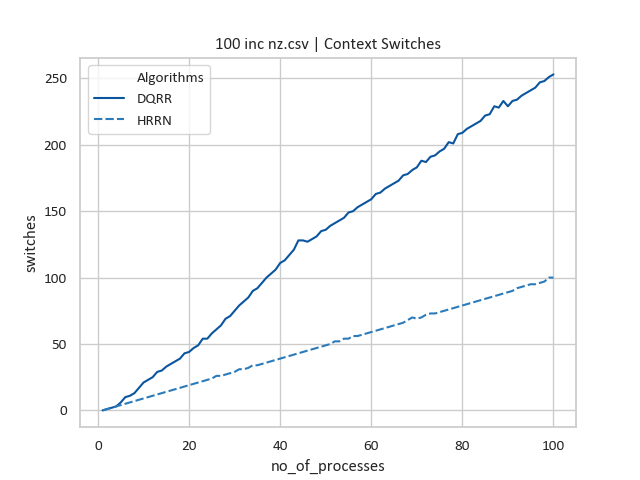 100 inc nz.csv | Context Switches
Algorithms
DQRR
HRRN
250
200
150
100
50
0
switches
0 20 40 60 80 100
no_of_processes